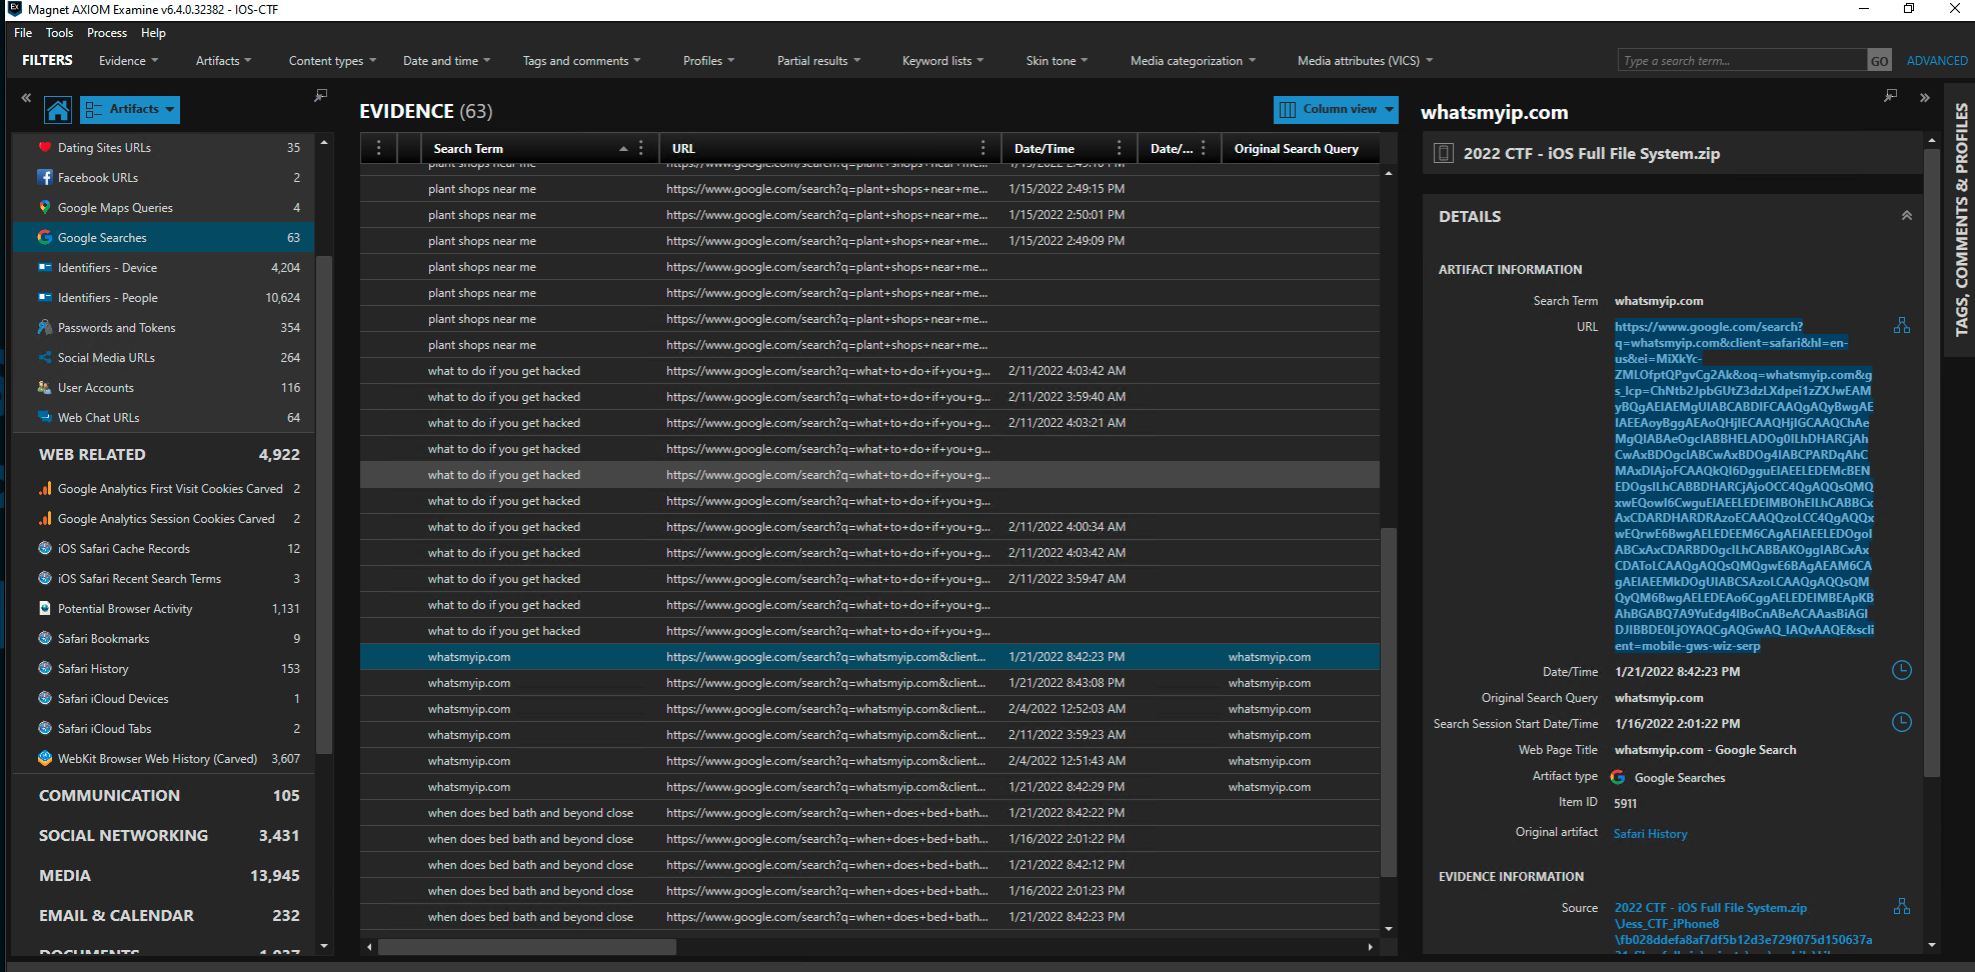 Magnet AXIOM Examine v6.4.0.32382 - IOS-CTF
File Tools Process Help
FILTERS Evidence Artifacts Content types Date and time Tags and comments Profiles Partial results Keyword lists Skin tone Media categorization Media attributes (VICS) Type a search term... GO ADVANCED
Artifacts
Dating Sites URLs 35
Facebook URLs 2
Google Maps Queries 4
Google Searches 63
Identifiers - Device 4,204
Identifiers - People 10,624
Passwords and Tokens 354
Social Media URLs 264
User Accounts 116
Web Chat URLs 64
WEB RELATED 4,922
Google Analytics First Visit Cookies Carved 2
Google Analytics Session Cookies Carved 2
iOS Safari Cache Records 12
iOS Safari Recent Search Terms 3
Potential Browser Activity 1,131
Safari Bookmarks 9
Safari History 153
Safari iCloud Devices 1
Safari iCloud Tabs 2
WebKit Browser Web History (Carved) 3,607
COMMUNICATION 105
SOCIAL NETWORKING 3,431
MEDIA 13,945
EMAIL & CALENDAR 232
EVIDENCE (63)
Column view
Search Term URL Date/Time Date/... Original Search Query
plant shops near me https://www.google.com/search?q=plant+shops+near+me... 1/15/2022 2:49:15 PM
plant shops near me https://www.google.com/search?q=plant+shops+near+me... 1/15/2022 2:50:01 PM
plant shops near me https://www.google.com/search?q=plant+shops+near+me... 1/15/2022 2:49:09 PM
plant shops near me https://www.google.com/search?q=plant+shops+near+me...
plant shops near me https://www.google.com/search?q=plant+shops+near+me...
plant shops near me https://www.google.com/search?q=plant+shops+near+me...
plant shops near me https://www.google.com/search?q=plant+shops+near+me...
what to do if you get hacked https://www.google.com/search?q=what+to+do+if+you+g... 2/11/2022 4:03:42 AM
what to do if you get hacked https://www.google.com/search?q=what+to+do+if+you+g... 2/11/2022 3:59:40 AM
what to do if you get hacked https://www.google.com/search?q=what+to+do+if+you+g... 2/11/2022 4:03:21 AM
what to do if you get hacked https://www.google.com/search?q=what+to+do+if+you+g...
what to do if you get hacked https://www.google.com/search?q=what+to+do+if+you+g...
what to do if you get hacked https://www.google.com/search?q=what+to+do+if+you+g...
what to do if you get hacked https://www.google.com/search?q=what+to+do+if+you+g... 2/11/2022 4:00:34 AM
what to do if you get hacked https://www.google.com/search?q=what+to+do+if+you+g... 2/11/2022 4:03:42 AM
what to do if you get hacked https://www.google.com/search?q=what+to+do+if+you+g... 2/11/2022 3:59:47 AM
what to do if you get hacked https://www.google.com/search?q=what+to+do+if+you+g...
what to do if you get hacked https://www.google.com/search?q=what+to+do+if+you+g...
whatsmyip.com https://www.google.com/search?q=whatsmyip.com&client... 1/21/2022 8:42:23 PM whatsmyip.com
whatsmyip.com https://www.google.com/search?q=whatsmyip.com&client... 1/21/2022 8:43:08 PM whatsmyip.com
whatsmyip.com https://www.google.com/search?q=whatsmyip.com&client... 2/4/2022 12:52:03 AM whatsmyip.com
whatsmyip.com https://www.google.com/search?q=whatsmyip.com&client... 2/11/2022 3:59:23 AM whatsmyip.com
whatsmyip.com https://www.google.com/search?q=whatsmyip.com&client... 2/4/2022 12:51:43 AM whatsmyip.com
whatsmyip.com https://www.google.com/search?q=whatsmyip.com&client... 1/21/2022 8:42:29 PM whatsmyip.com
when does bed bath and beyond close https://www.google.com/search?q=when+does+bed+bath... 1/21/2022 8:42:22 PM
when does bed bath and beyond close https://www.google.com/search?q=when+does+bed+bath... 1/16/2022 2:01:22 PM
when does bed bath and beyond close https://www.google.com/search?q=when+does+bed+bath... 1/21/2022 8:42:12 PM
when does bed bath and beyond close https://www.google.com/search?q=when+does+bed+bath... 1/16/2022 2:01:23 PM
when does bed bath and beyond close https://www.google.com/search?q=when+does+bed+bath... 1/21/2022 8:42:23 PM
whatsmyip.com
2022 CTF - iOS Full File System.zip
DETAILS
ARTIFACT INFORMATION
Search Term whatsmyip.com
URL https://www.google.com/search?
q=whatsmyip.com&client=safari&hl=en-
us&ei=MiXkYc-
ZMLOfptQPgvCg2Ak&oq=whatsmyip.com&g
ent=mobile-gws-wiz-serp
Date/Time 1/21/2022 8:42:23 PM
Original Search Query whatsmyip.com
Search Session Start Date/Time 1/16/2022 2:01:22 PM
Web Page Title whatsmyip.com - Google Search
Artifact type Google Searches
Item ID 5911
Original artifact Safari History
EVIDENCE INFORMATION
Source 2022 CTF - iOS Full File System.zip
\Jess_CTF_iPhone8
\fb028ddefa8af7df5b12d3e729f075d150637a
TAGS, COMMENTS & PROFILES